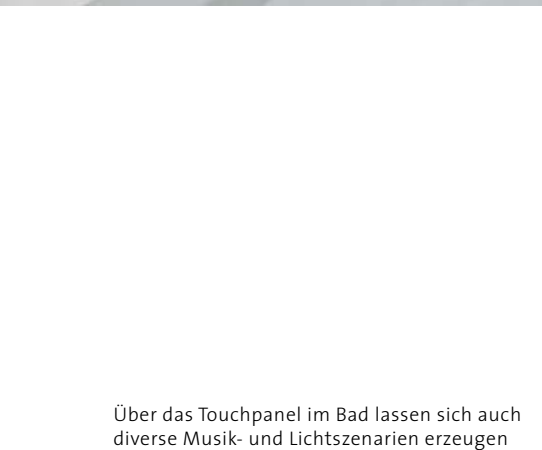 Über das Touchpanel im Bad lassen sich auch
diverse Musik- und Lichtszenarien erzeugen